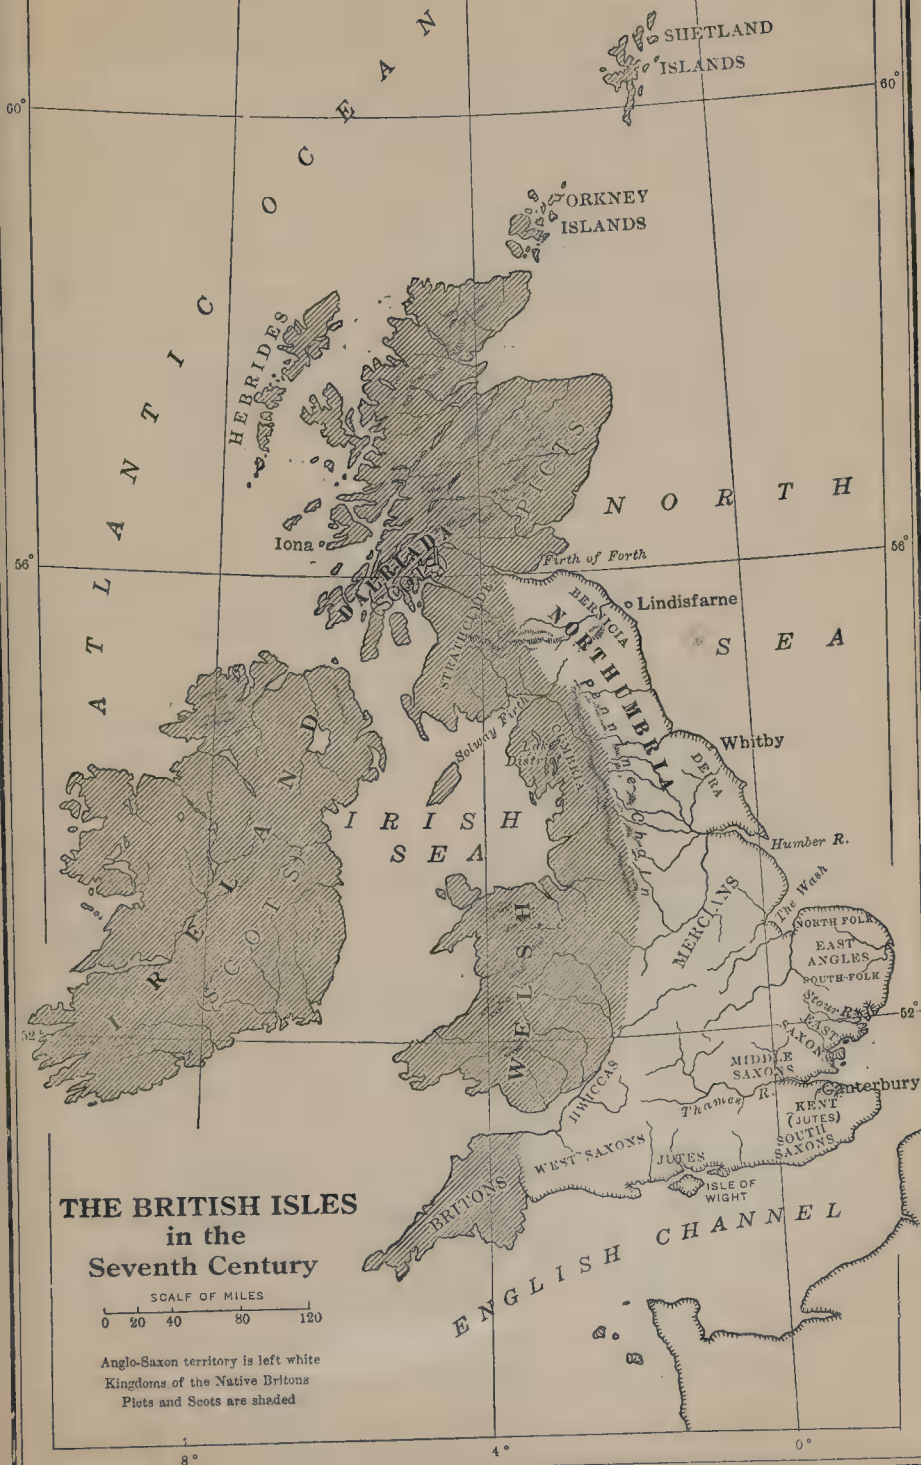 SHETLAND
ISLANDS
60°
60°
ATLANTIC OCEAN
ORKNEY
ISLANDS
HEBRIDES
PICTS
NORTH
SEA
Iona
56°
56°
DALRIADA
SCOTS
Firth of Forth
BERNICIA
Lindisfarne
STRATHCLYDE
NORTHUMBRIA
Pennine Chain
Solway Firth
Whitby
Lake
District
CUMBRIA
DEIRA
IRISH
SEA
Humber R.
IRELAND
SCOTS
The Wash
MERCIANS
NORTH FOLK
EAST
ANGLES
SOUTH-FOLK
WELSH
Stour R.
52°
52°
EAST
SAXONS
MIDDLE
SAXONS
HWICCAS
Canterbury
Thames R.
KENT
(JUTES)
SOUTH
SAXONS
WEST SAXONS
JUTES
ISLE OF
WIGHT
BRITONS
ENGLISH CHANNEL
THE BRITISH ISLES
in the
Seventh Century
SCALE OF MILES
0 20 40 80 120
Anglo-Saxon territory is left white
Kingdoms of the Native Britons
Picts and Scots are shaded
8°
4°
0°